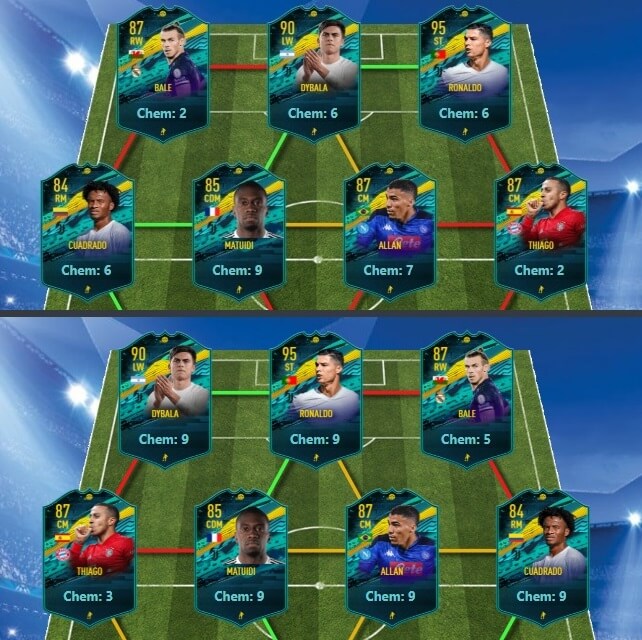 87
RW
BALE
Chem: 2
90
LW
DYBALA
Chem: 6
95
ST
RONALDO
Chem: 6
84
RM
CUADRADO
Chem: 6
85
CDM
MATUIDI
Chem: 9
87
CM
ALLAN
Chem: 7
87
CM
THIAGO
Chem: 2
90
LW
DYBALA
Chem: 9
95
ST
RONALDO
Chem: 9
87
RW
BALE
Chem: 5
87
CM
THIAGO
Chem: 3
85
CDM
MATUIDI
Chem: 9
87
CM
ALLAN
Chem: 9
84
RM
CUADRADO
Chem: 9